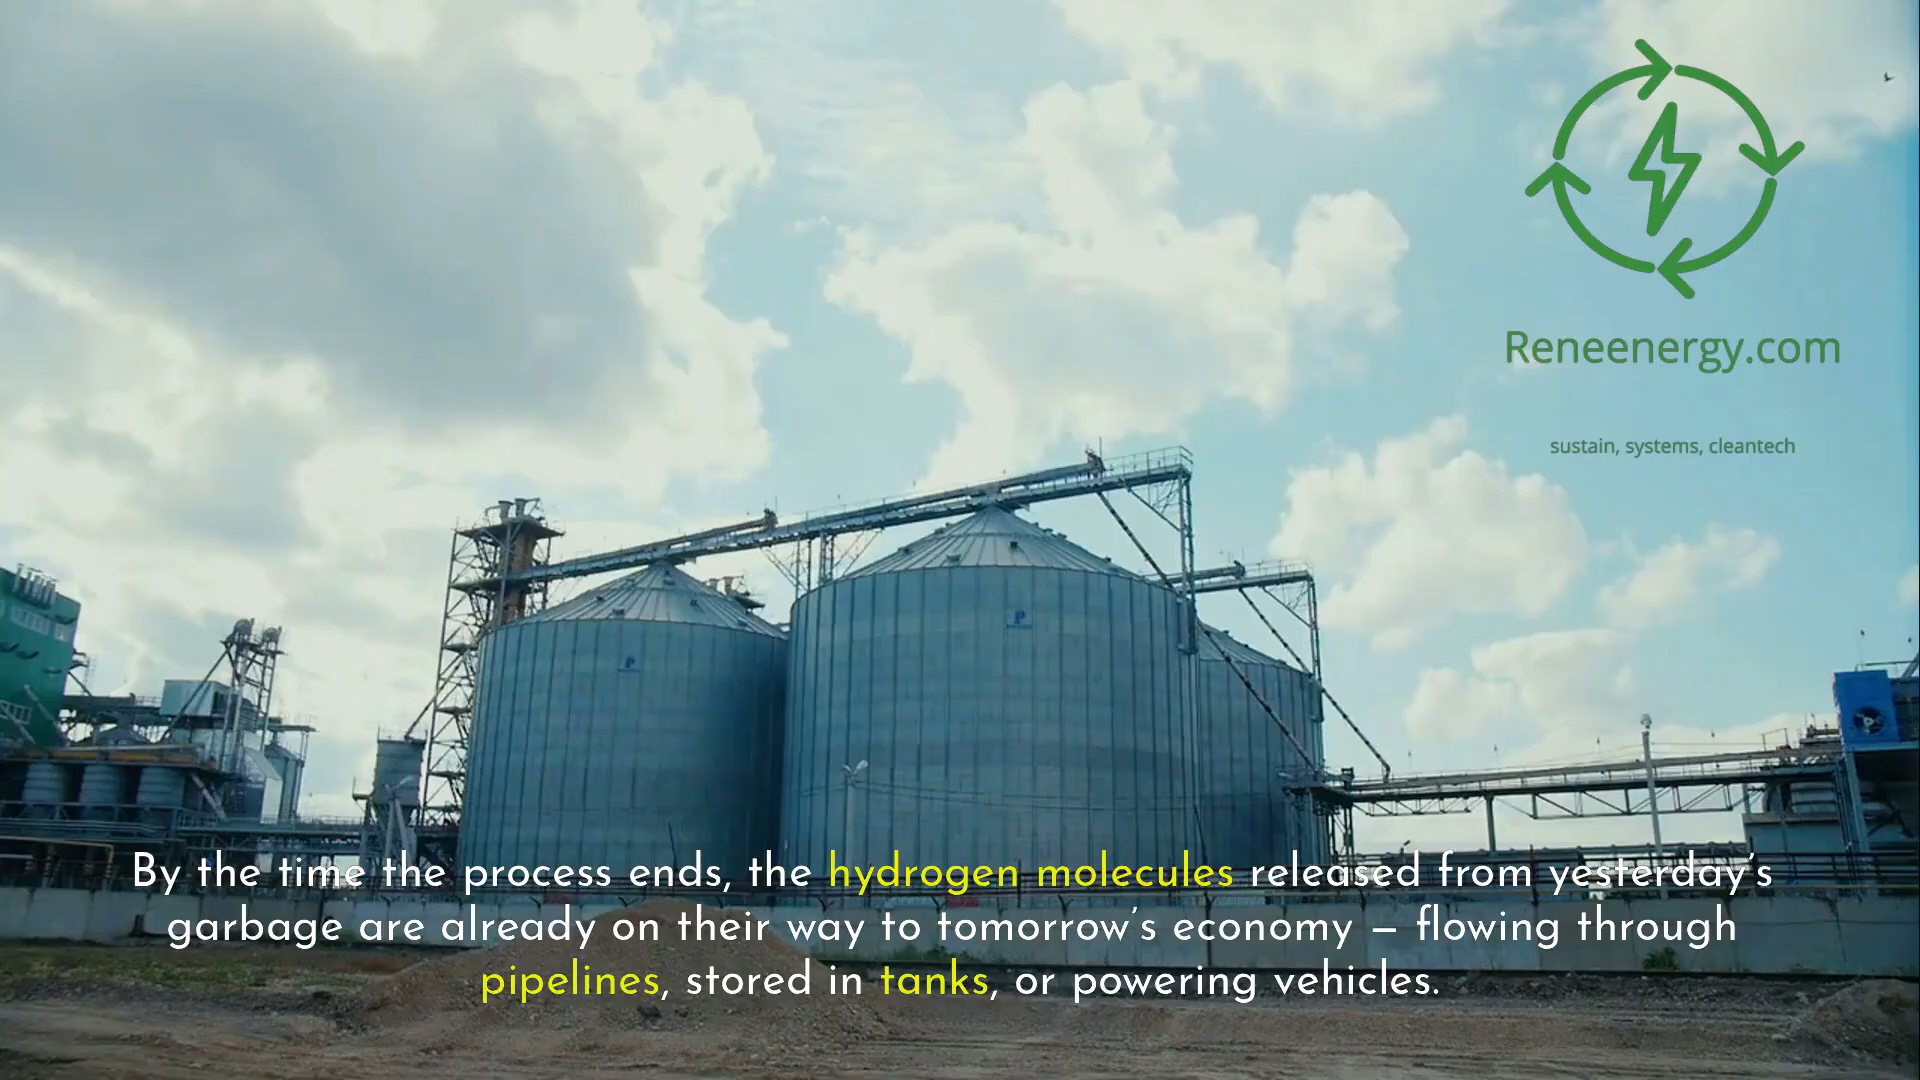 Reneenergy.com
sustain, systems, cleantech
By the time the process ends, the hydrogen molecules released from yesterday's
garbage are already on their way to tomorrow's economy – flowing through
pipelines, stored in tanks, or powering vehicles.